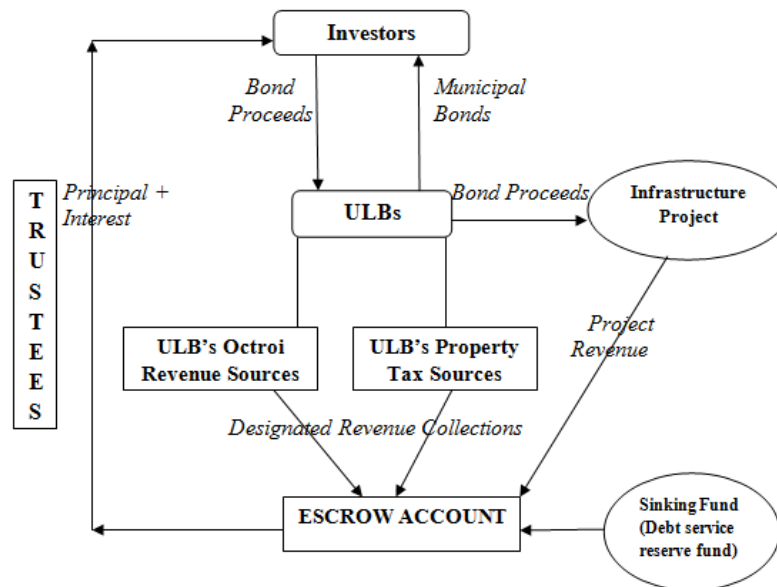 Investors
Bond
Proceeds
Municipal
Bonds
TRUSTEES
Principal +
Interest
ULBs
Bond Proceeds
Infrastructure
Project
ULB's Octroi
Revenue Sources
ULB's Property
Tax Sources
Project
Revenue
Designated Revenue Collections
ESCROW ACCOUNT
Sinking Fund
(Debt service
reserve fund)